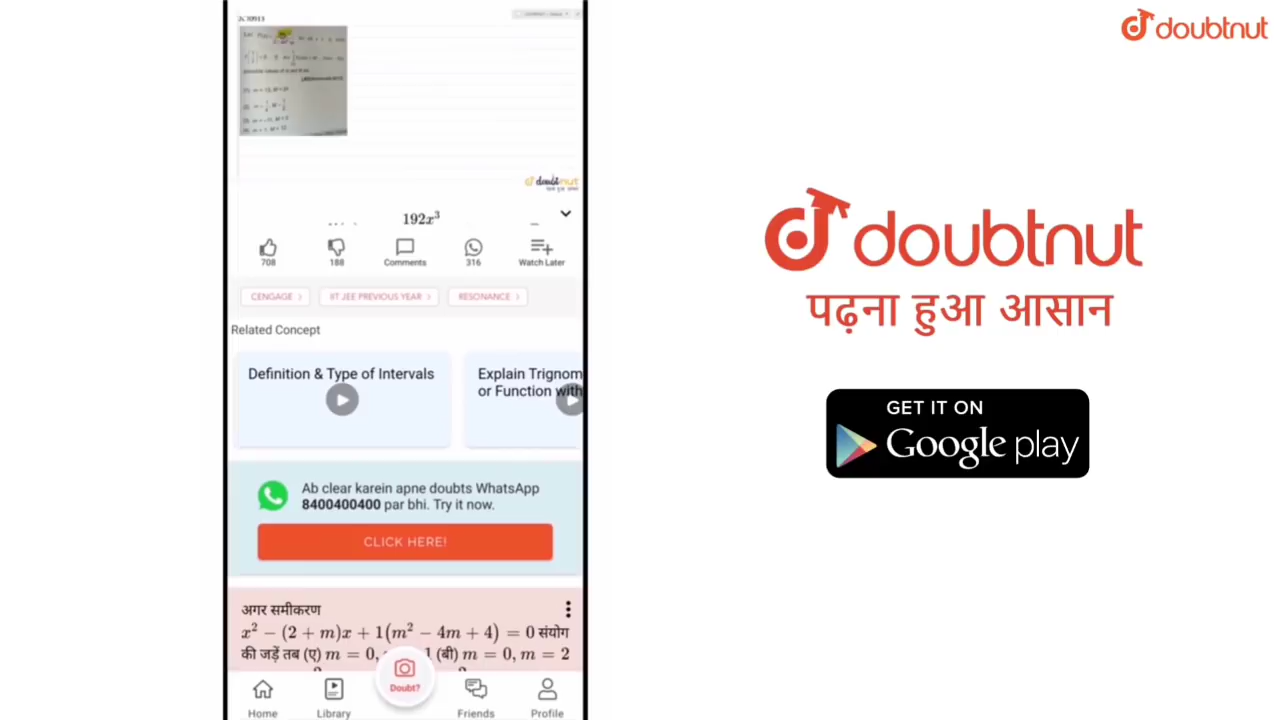 doubtnut
doubtnut
192x³
708
188
Comments
316
Watch Later
CENGAGE
IIT JEE PREVIOUS YEAR
RESONANCE
Related Concept
Definition & Type of Intervals
Explain Trignom
or Function with
Ab clear karein apne doubts WhatsApp
8400400400 par bhi. Try it now.
CLICK HERE!
अगर समीकरण
x² − (2 + m)x + 1(m² − 4m + 4) = 0 संयोग
की जड़ें तब (ए) m = 0, 1 (बी) m = 0, m = 2
Doubt?
Home
Library
Friends
Profile
doubtnut
पढ़ना हुआ आसान
GET IT ON
Google play